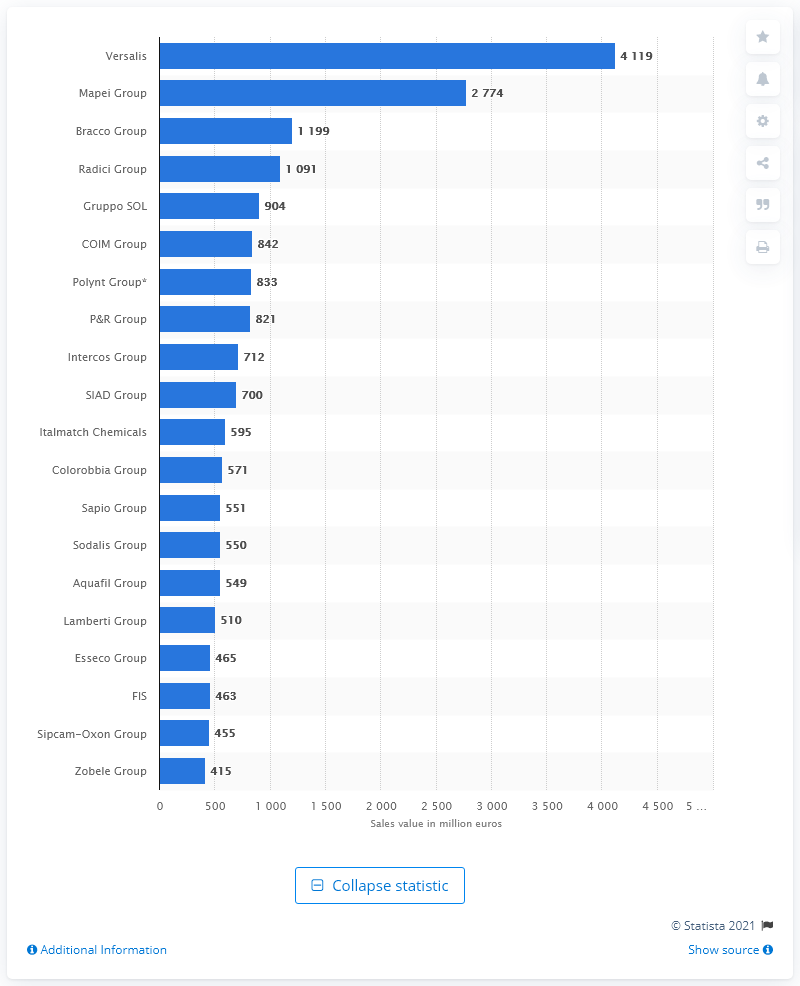 Versalis 4 119
Mapei Group 2 774
Bracco Group 1 199
Radici Group 1 091
Gruppo SOL 904
COIM Group 842
Polynt Group* 833
P&R Group 821
Intercos Group 712
SIAD Group 700
Italmatch Chemicals 595
Colorobbia Group 571
Sapio Group 551
Sodalis Group 550
Aquafil Group 549
Lamberti Group 510
Esseco Group 465
FIS 463
Sipcam-Oxon Group 455
Zobele Group 415
0 500 1 000 1 500 2 000 2 500 3 000 3 500 4 000 4 500 5 ...
Sales value in million euros
Collapse statistic
© Statista 2021
Additional Information Show source